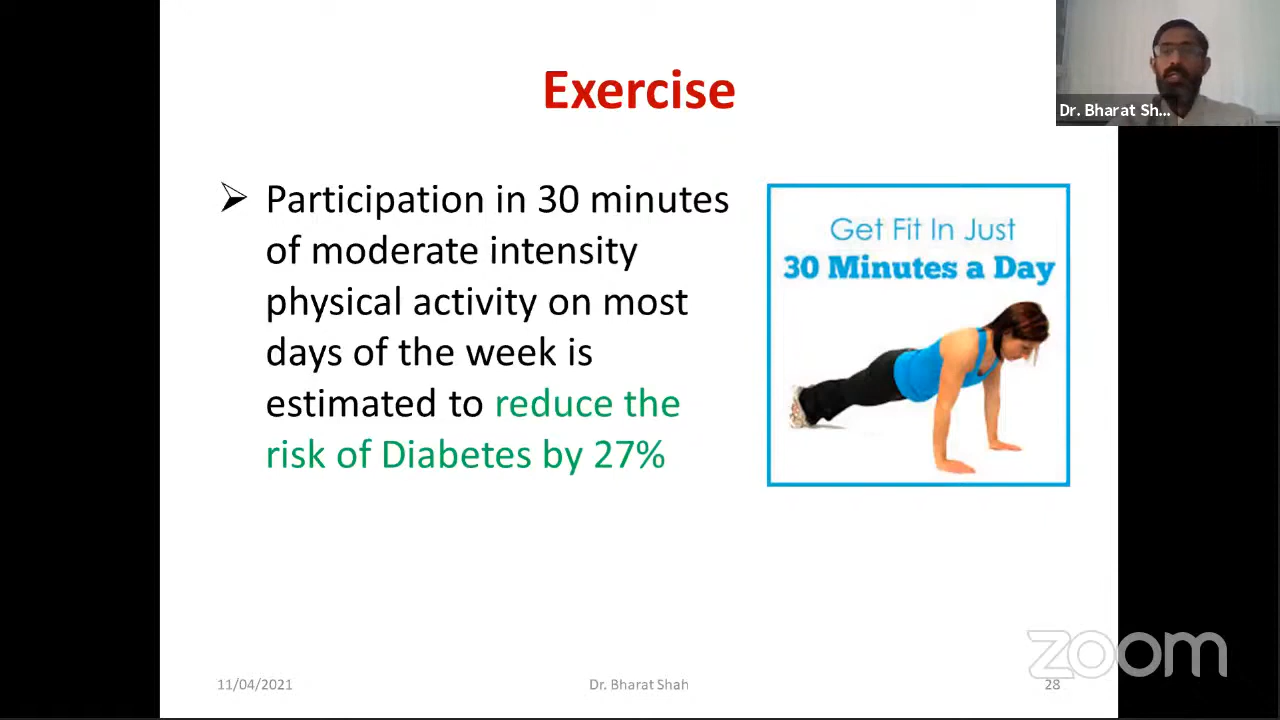 Exercise
Dr. Bharat Sh...
➢ Participation in 30 minutes
of moderate intensity
physical activity on most
days of the week is
estimated to reduce the
risk of Diabetes by 27%
Get Fit In Just
30 Minutes a Day
zoom
11/04/2021
Dr. Bharat Shah
28